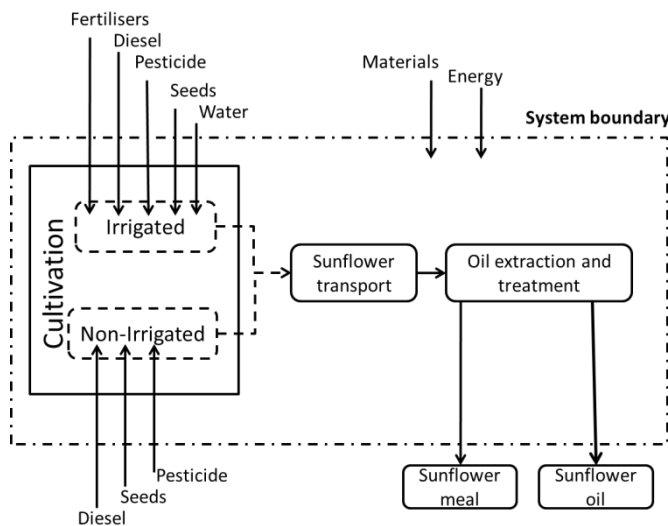 Fertilisers
Diesel
Pesticide
Seeds
Water
Materials
Energy
System boundary
Cultivation
Irrigated
Non-Irrigated
Sunflower
transport
Oil extraction and
treatment
Pesticide
Seeds
Diesel
Sunflower
meal
Sunflower
oil